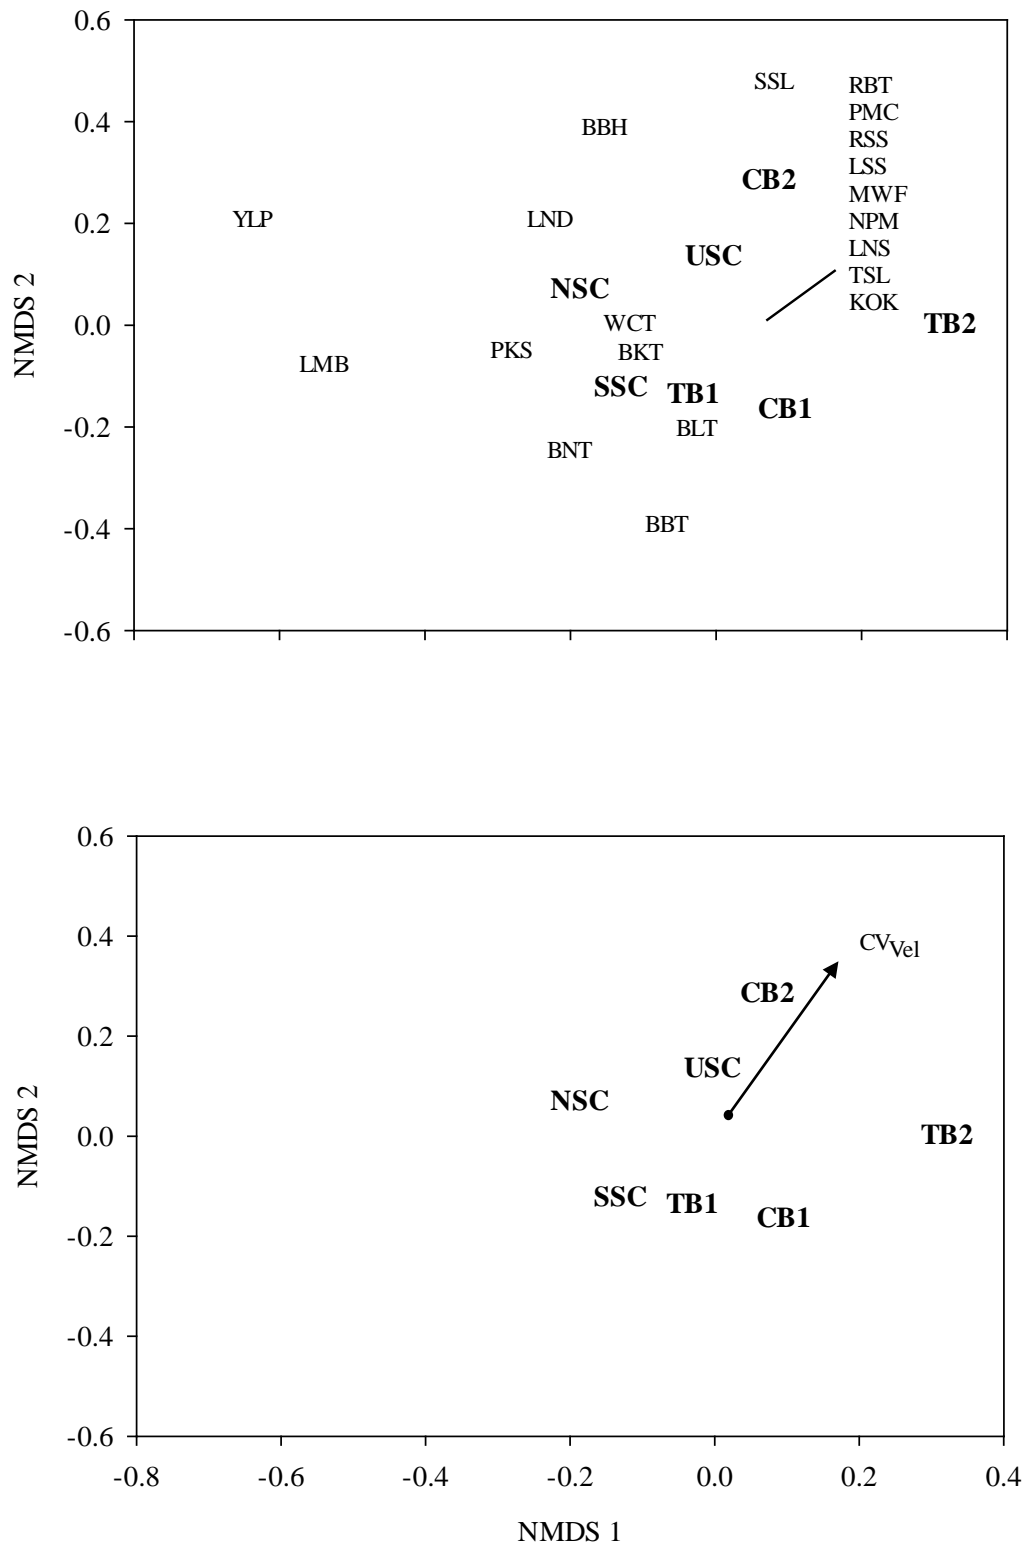 0.6
SSL
RBT
PMC
0.4
BBH
RSS
LSS
CB2
MWF
0.2
YLP
LND
NPM
USC
LNS
NSC
TSL
KOK
NMDS 2
0.0
WCT
TB2
PKS
BKT
LMB
SSC
TB1
CB1
-0.2
BLT
BNT
-0.4
BBT
-0.6
0.6
0.4
CVVel
CB2
0.2
USC
NSC
NMDS 2
0.0
TB2
SSC
TB1
CB1
-0.2
-0.4
-0.6
-0.8 -0.6 -0.4 -0.2 0.0 0.2 0.4
NMDS 1